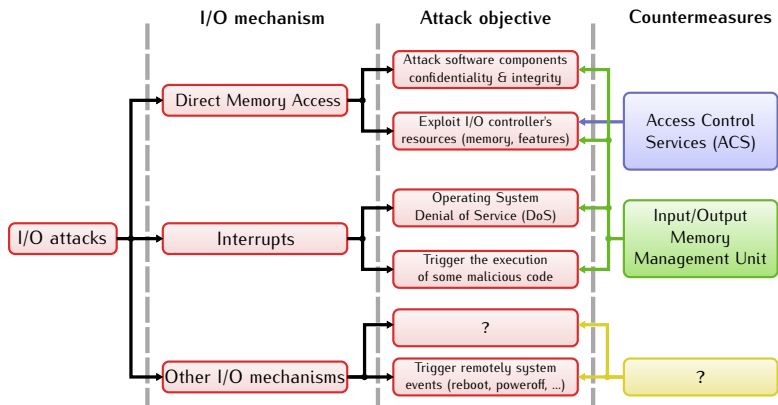 I/O mechanism
Attack objective
Countermeasures
Attack software components
confidentiality & integrity
Direct Memory Access
Exploit I/O controller's
resources (memory, features)
Access Control
Services (ACS)
Operating System
Denial of Service (DoS)
I/O attacks
Interrupts
Input/Output
Memory
Management Unit
Trigger the execution
of some malicious code
?
Other I/O mechanisms
Trigger remotely system
events (reboot, poweroff, ...)
?